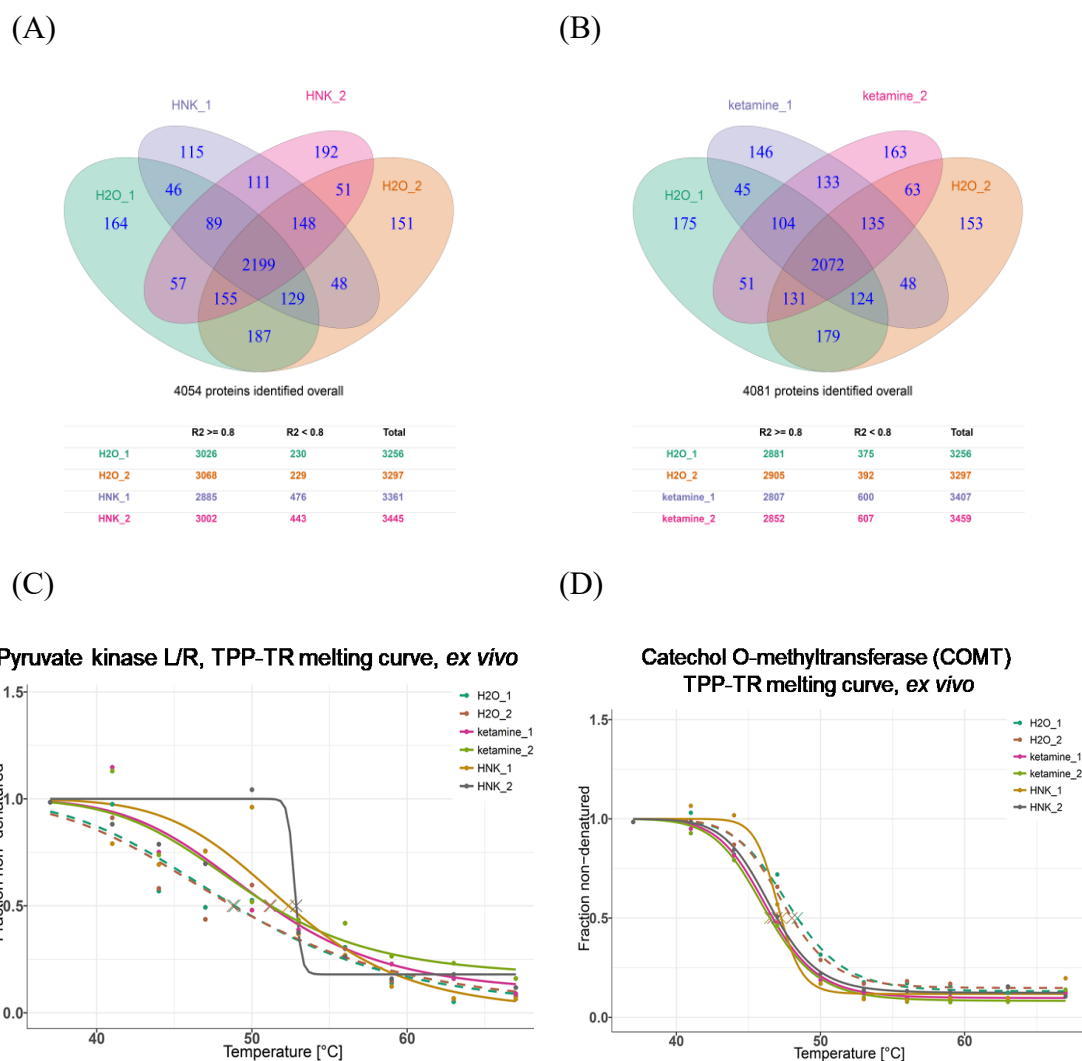 (A)
(B)
HNK_1
HNK_2
H2O_1
H2O_2
115
192
46
111
51
164
89
148
151
2199
57
48
155
129
187
4054 proteins identified overall
R2 >= 0.8 R2 < 0.8 Total
H2O_1 3026 230 3256
H2O_2 3068 229 3297
HNK_1 2885 476 3361
HNK_2 3002 443 3445
ketamine_1
ketamine_2
H2O_1
H2O_2
146
163
45
133
63
175
104
135
153
2072
51
48
131
124
179
4081 proteins identified overall
R2 >= 0.8 R2 < 0.8 Total
H2O_1 2881 375 3256
H2O_2 2905 392 3297
ketamine_1 2807 600 3407
ketamine_2 2852 607 3459
(C)
(D)
Pyruvate kinase L/R, TPP-TR melting curve, ex vivo
1.5
1.0
0.5
0.0
Fraction non-denatured
40 50 60
Temperature [°C]
H2O_1
H2O_2
ketamine_1
ketamine_2
HNK_1
HNK_2
Catechol O-methyltransferase (COMT)
TPP-TR melting curve, ex vivo
1.5
1.0
0.5
0.0
Fraction non-denatured
40 50 60
Temperature [°C]
H2O_1
H2O_2
ketamine_1
ketamine_2
HNK_1
HNK_2